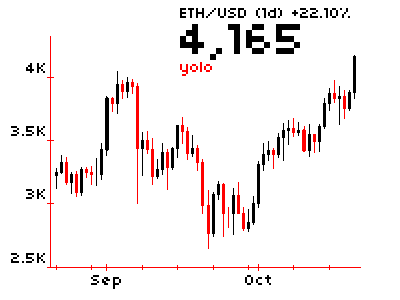 ETH/USD (1d) +22.10%
4,165
yolo
4K
3.5K
3K
2.5K
Sep Oct